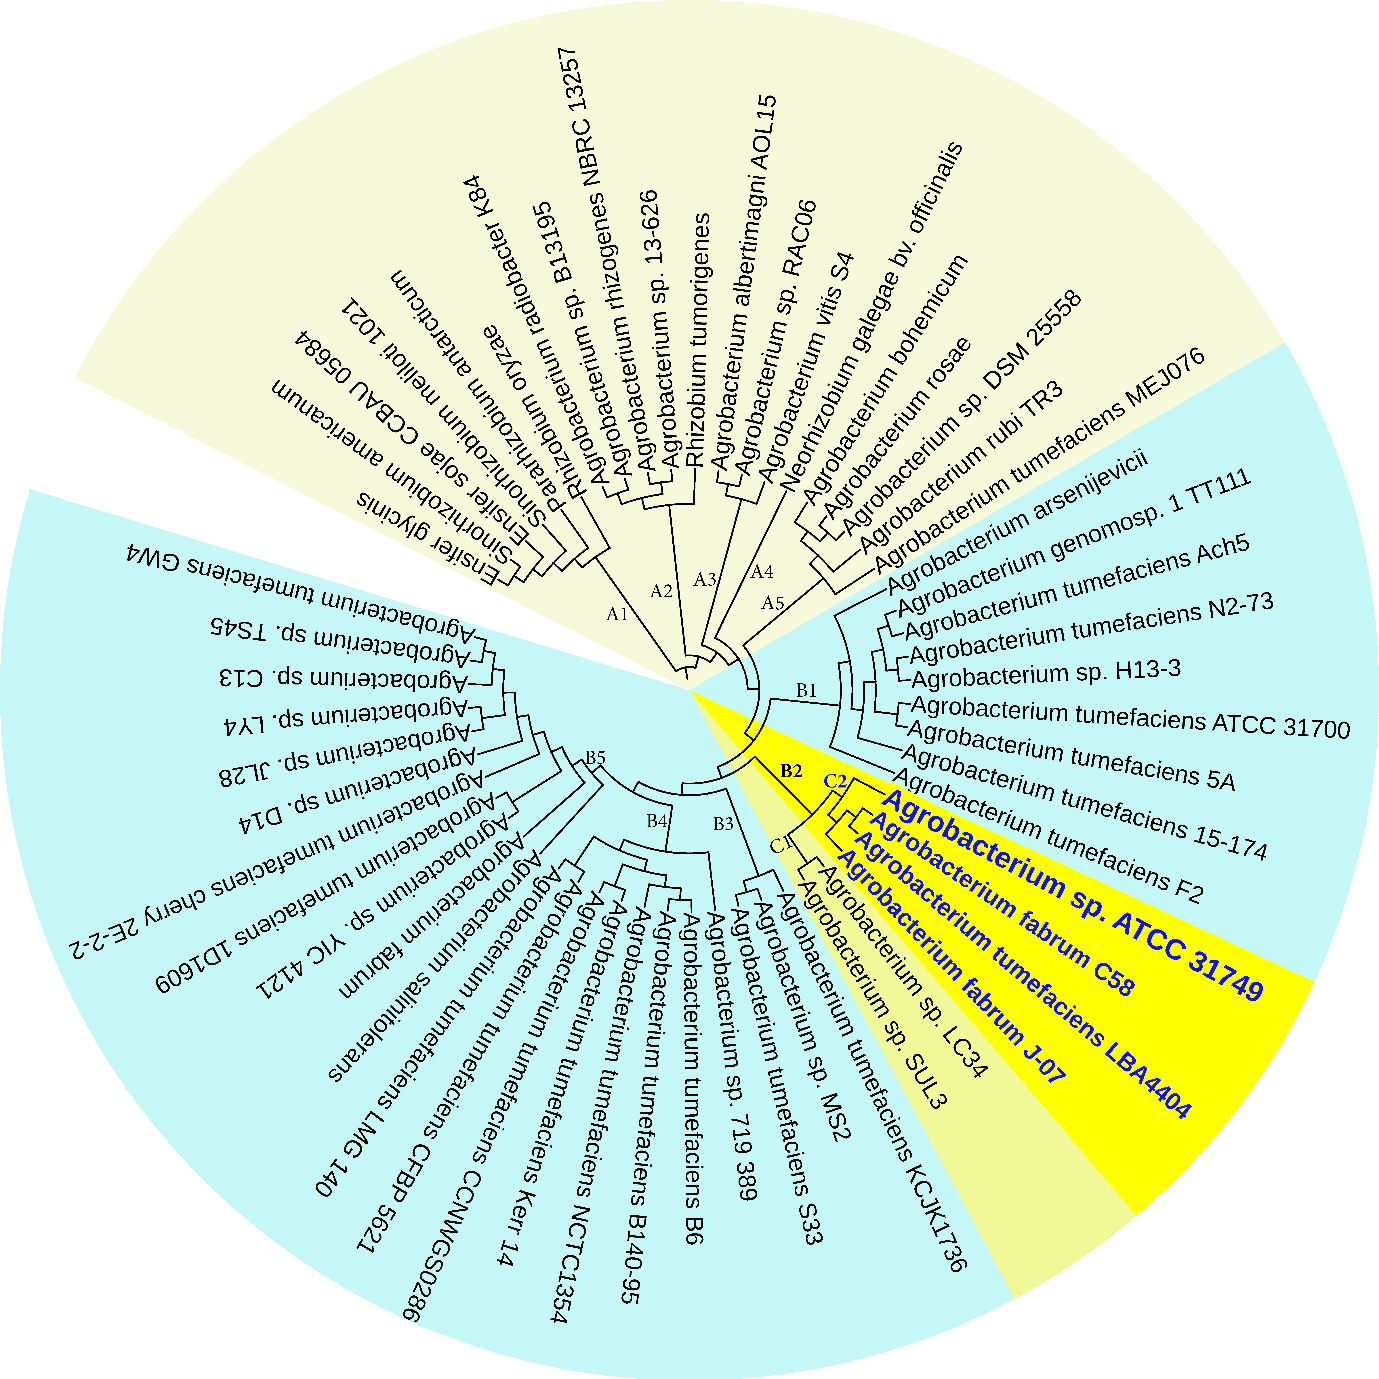 Ensifer glycinis
Sinorhizobium americanum
Ensifer sojae CCBAU 05684
Sinorhizobium meliloti 1021
Pararhizobium antarcticum
Rhizobium oryzae
Agrobacterium radiobacter K84
Agrobacterium sp. B13195
Agrobacterium rhizogenes NBRC 13257
Agrobacterium sp. 13-626
Rhizobium tumorigenes
Agrobacterium albertimagni AOL15
Agrobacterium sp. RAC06
Agrobacterium vitis S4
Neorhizobium galegae bv. officinalis
Agrobacterium bohemicum
Agrobacterium rosae
Agrobacterium sp. DSM 25558
Agrobacterium rubi TR3
Agrobacterium tumefaciens MEJ076
Agrobacterium arsenijevicii
Agrobacterium genomosp. 1 TT111
Agrobacterium tumefaciens Ach5
Agrobacterium tumefaciens N2-73
Agrobacterium sp. H13-3
Agrobacterium tumefaciens ATCC 31700
Agrobacterium tumefaciens 5A
Agrobacterium tumefaciens 15-174
Agrobacterium tumefaciens F2
Agrobacterium sp. ATCC 31749
Agrobacterium fabrum C58
Agrobacterium tumefaciens LBA4404
Agrobacterium fabrum J-07
Agrobacterium sp. LC34
Agrobacterium sp. SUL3
Agrobacterium tumefaciens KCJK1736
Agrobacterium sp. MS2
Agrobacterium tumefaciens S33
Agrobacterium sp. 719 389
Agrobacterium tumefaciens B6
Agrobacterium tumefaciens B140-95
Agrobacterium tumefaciens NCTC1354
Agrobacterium tumefaciens Kerr 14
Agrobacterium tumefaciens CCNWGS0286
Agrobacterium tumefaciens CFBP 5621
Agrobacterium tumefaciens LMG 140
Agrobacterium salinitolerans
Agrobacterium fabrum
Agrobacterium sp. YIC 4121
Agrobacterium tumefaciens 1D1609
Agrobacterium tumefaciens cherry 2E-2-2
Agrobacterium sp. D14
Agrobacterium sp. JL28
Agrobacterium sp. LY4
Agrobacterium sp. C13
Agrobacterium sp. TS45
Agrobacterium tumefaciens GW4
A1
A2
A3
A4
A5
B1
B2
C2
C1
B3
B4
B5